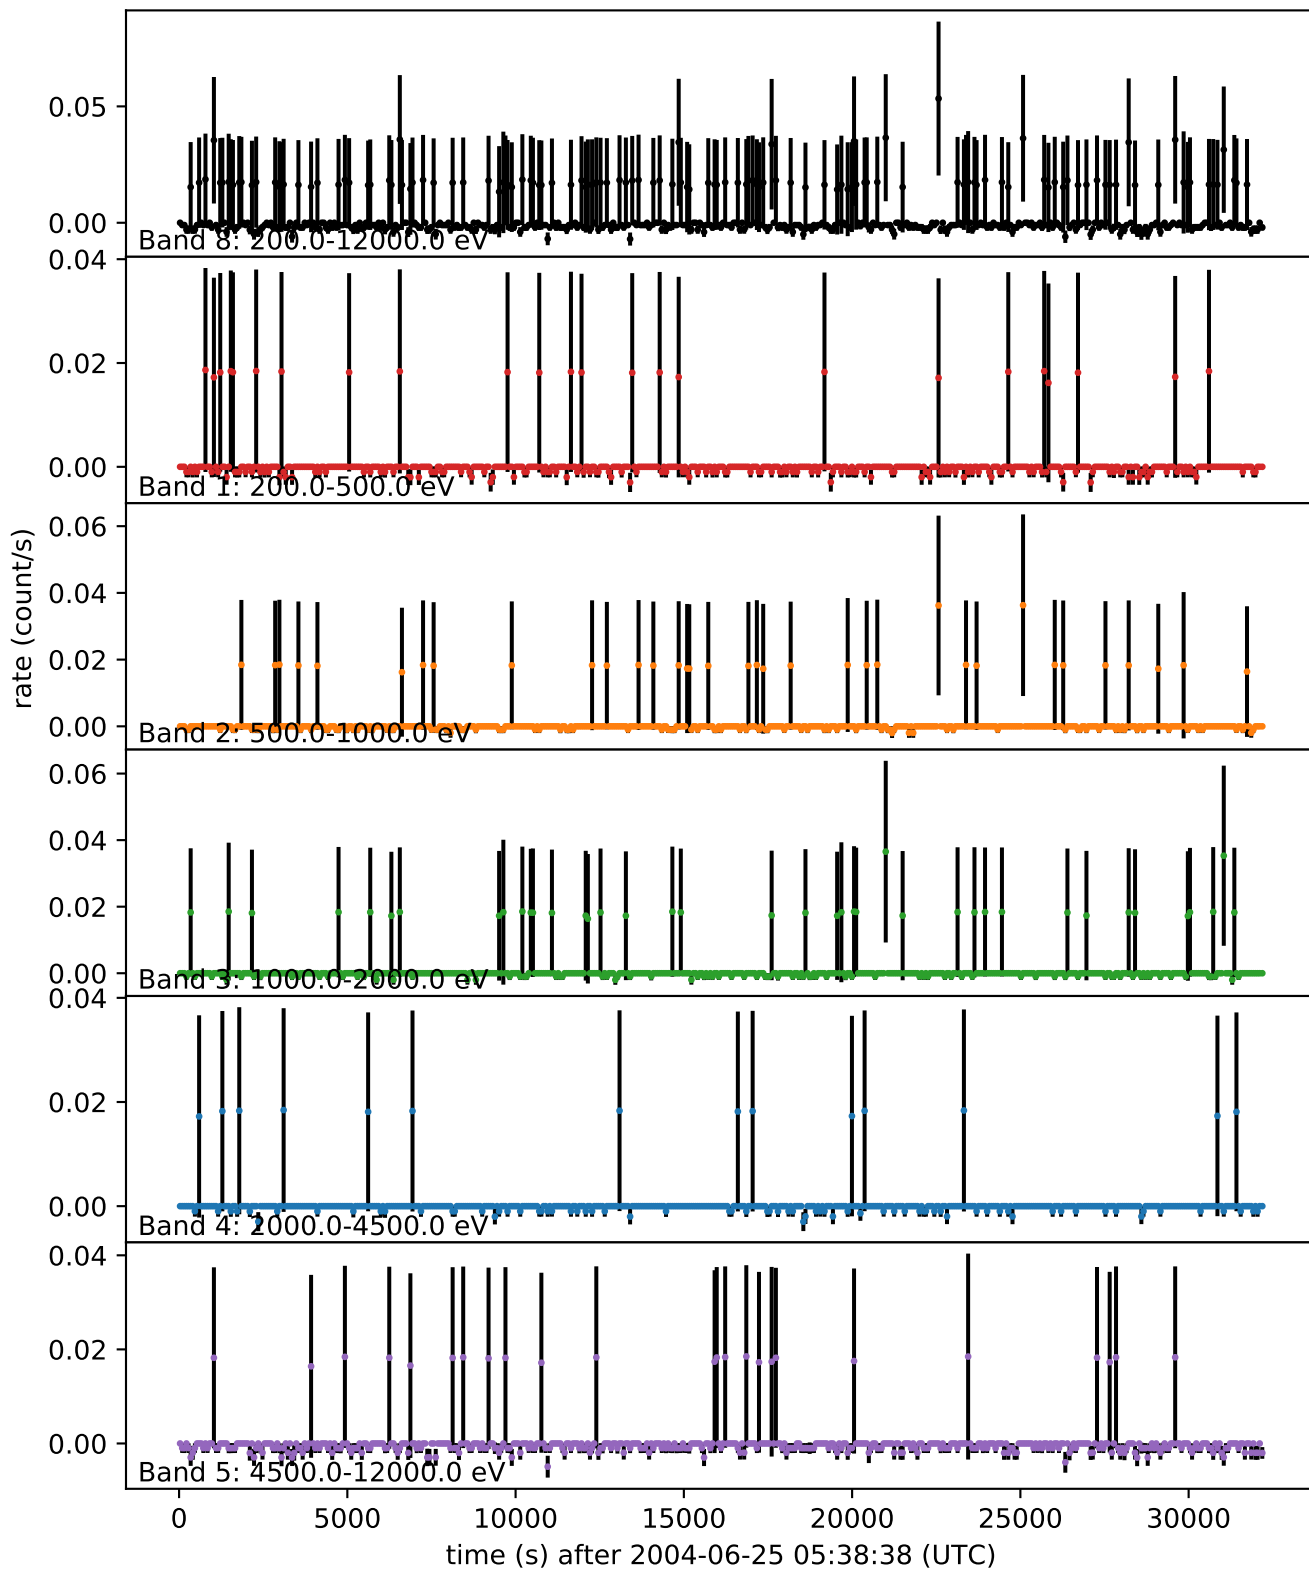 0.05
0.00
Band 8: 200.0-12000.0 eV
0.04
0.02
0.00
Band 1: 200.0-500.0 eV
rate (count/s)
0.06
0.04
0.02
0.00
Band 2: 500.0-1000.0 eV
0.06
0.04
0.02
0.00
Band 3: 1000.0-2000.0 eV
0.04
0.02
0.00
Band 4: 2000.0-4500.0 eV
0.04
0.02
0.00
Band 5: 4500.0-12000.0 eV
0 5000 10000 15000 20000 25000 30000
time (s) after 2004-06-25 05:38:38 (UTC)